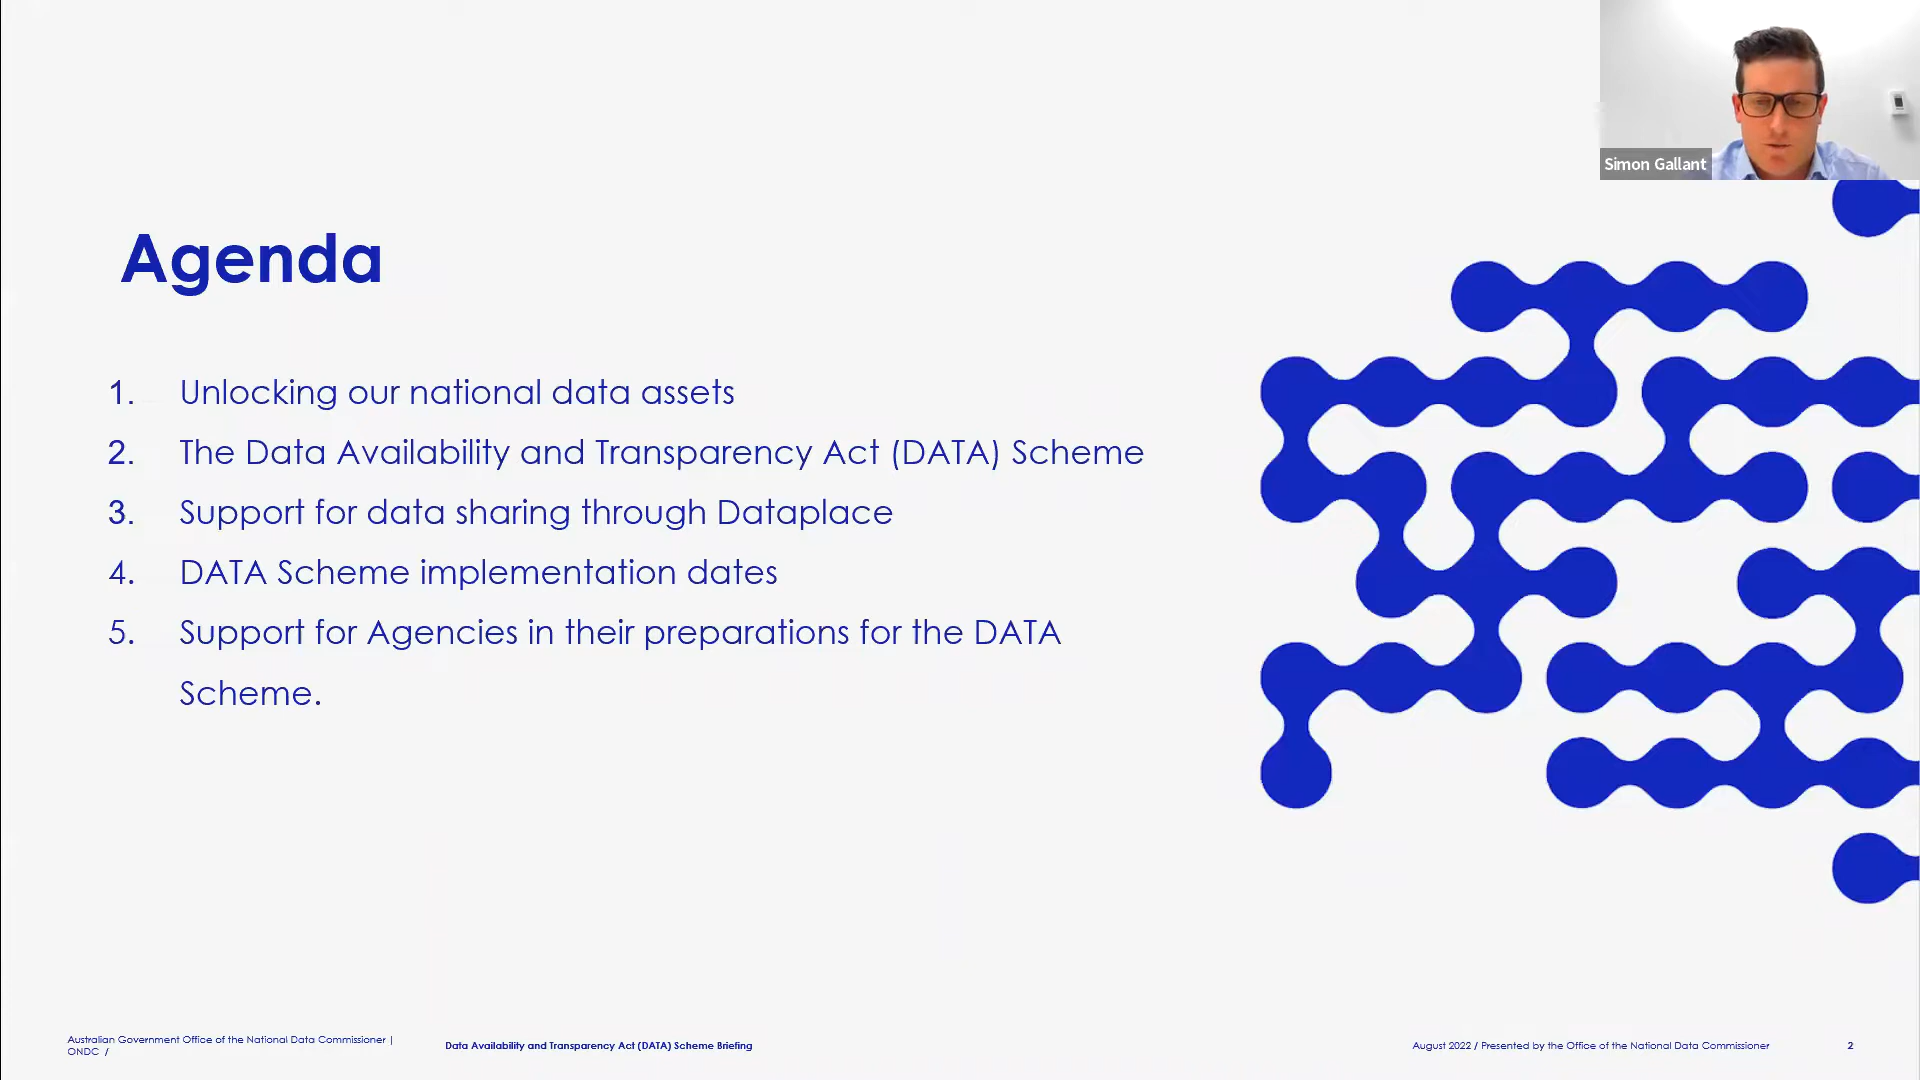 Simon Gallant
Agenda
1. Unlocking our national data assets
2. The Data Availability and Transparency Act (DATA) Scheme
3. Support for data sharing through Dataplace
4. DATA Scheme implementation dates
5. Support for Agencies in their preparations for the DATA
Scheme.
Australian Government Office of the National Data Commissioner |
ONDC /
Data Availability and Transparency Act (DATA) Scheme Briefing
August 2022 / Presented by the Office of the National Data Commissioner
2